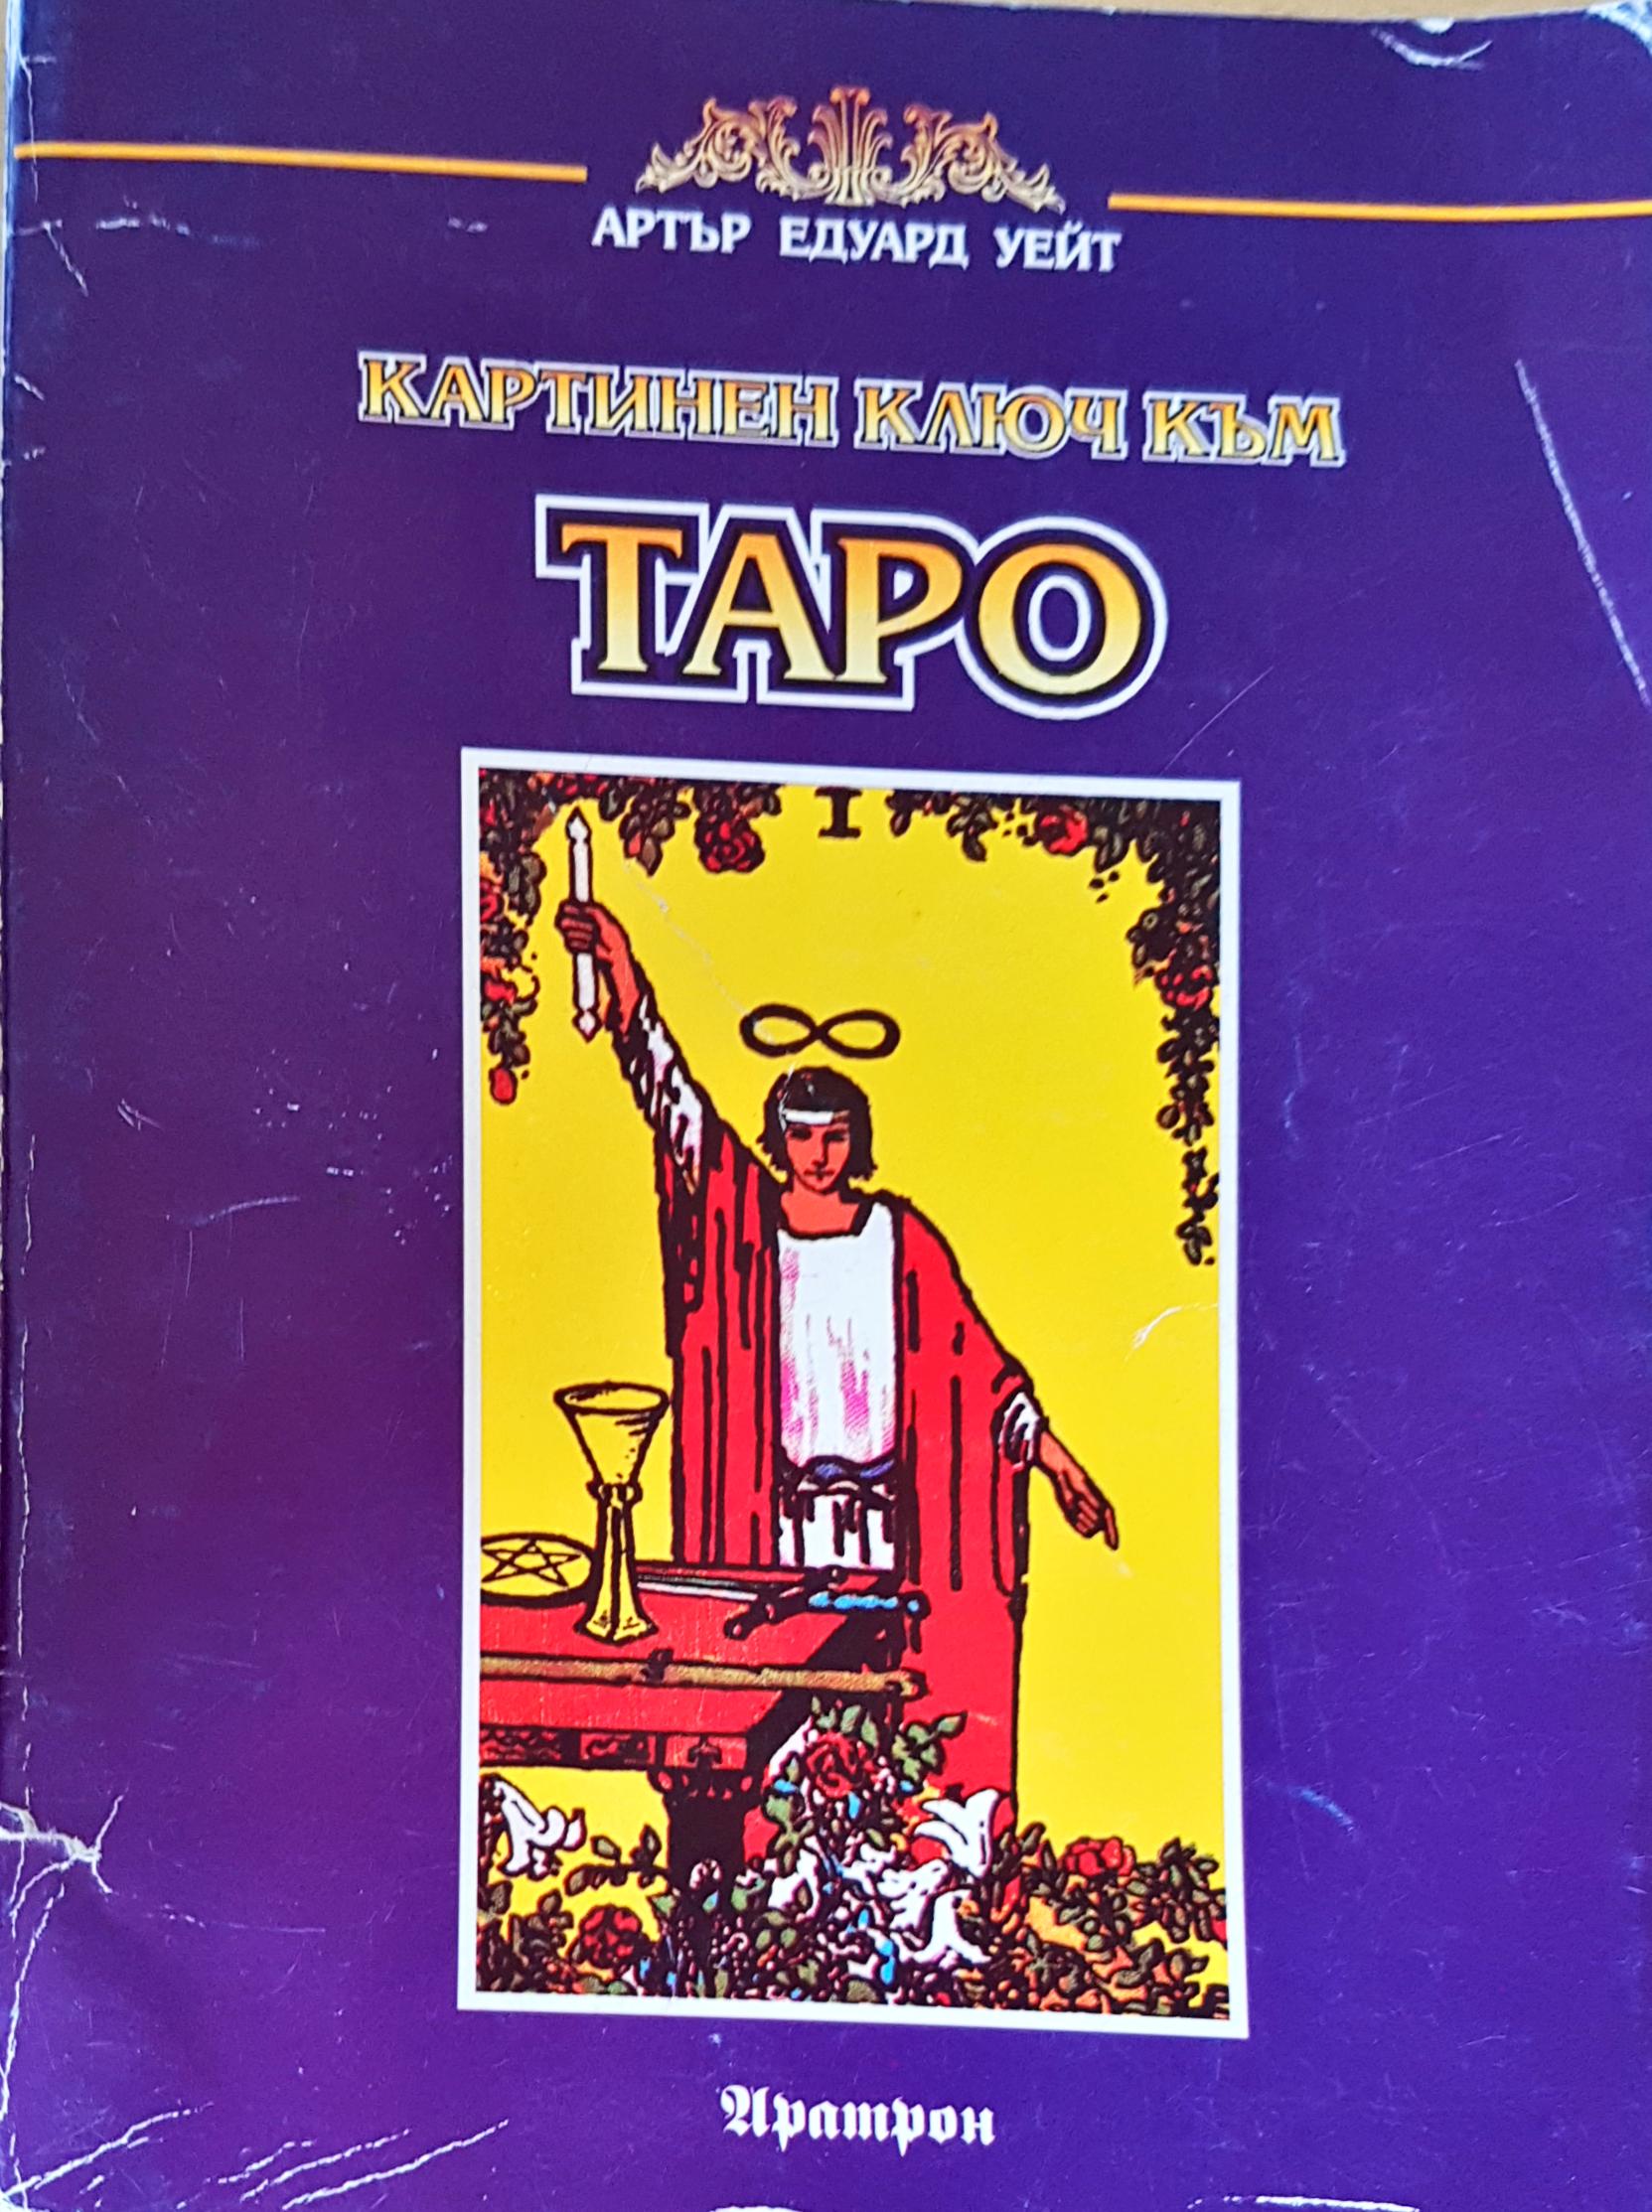 АРТЪР ЕДУАРД УЕЙТ
КАРТИНЕН КЛЮЧ КЪМ
ТАРО
I
Аратрон